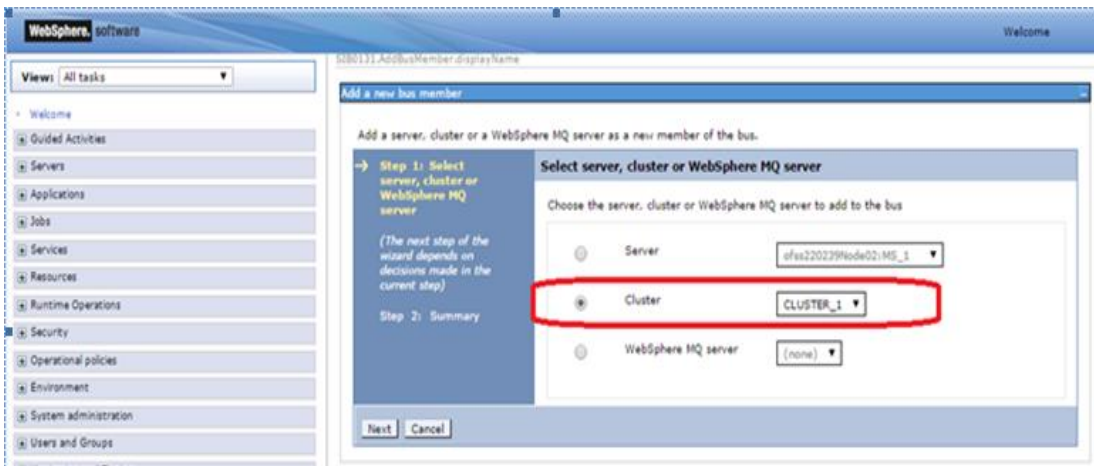 WebSphere. software
Welcome
View: All tasks
Welcome
Guided Activities
Servers
Applications
Jobs
Services
Resources
Runtime Operations
Security
Operational policies
Environment
System administration
Users and Groups
SIB0131.AddBusMember.displayName
Add a new bus member
Add a server, cluster or a WebSphere MQ server as a new member of the bus.
Step 1: Select
server, cluster or
WebSphere MQ
server
(The next step of the
wizard depends on
decisions made in the
current step)
Step 2: Summary
Select server, cluster or WebSphere MQ server
Choose the server, cluster or WebSphere MQ server to add to the bus
Server ofss220239Node02:MS_1
Cluster CLUSTER_1
WebSphere MQ server (none)
Next Cancel